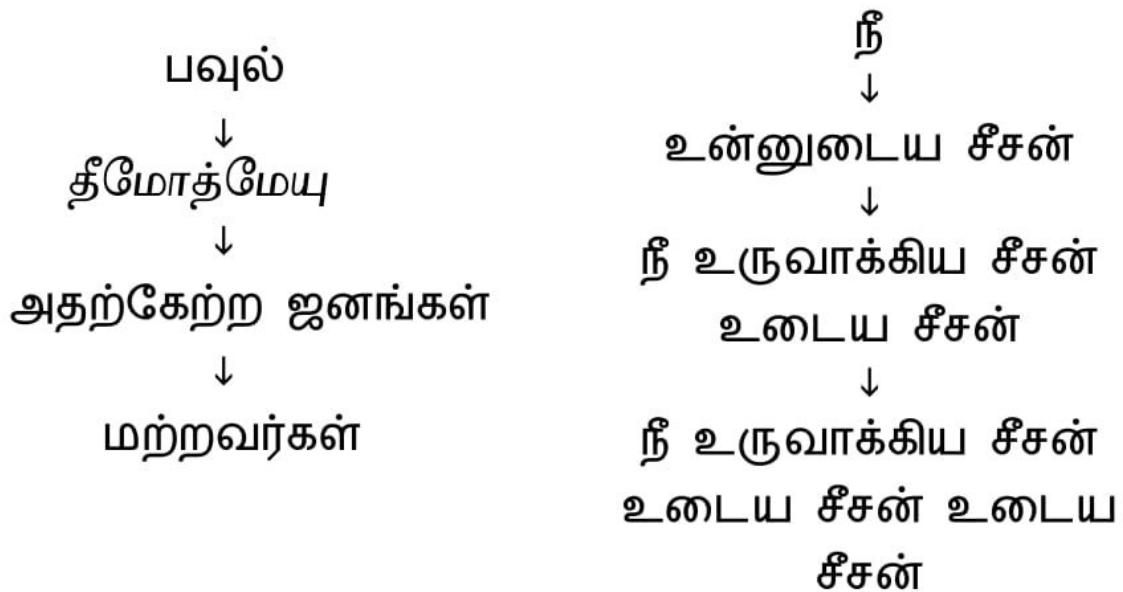 பவுல்
↓
தீமோத்மேயு
↓
அதற்கேற்ற ஜனங்கள்
↓
மற்றவர்கள்
நீ
↓
உன்னுடைய சீசன்
↓
நீ உருவாக்கிய சீசன்
உடைய சீசன்
↓
நீ உருவாக்கிய சீசன்
உடைய சீசன் உடைய
சீசன்